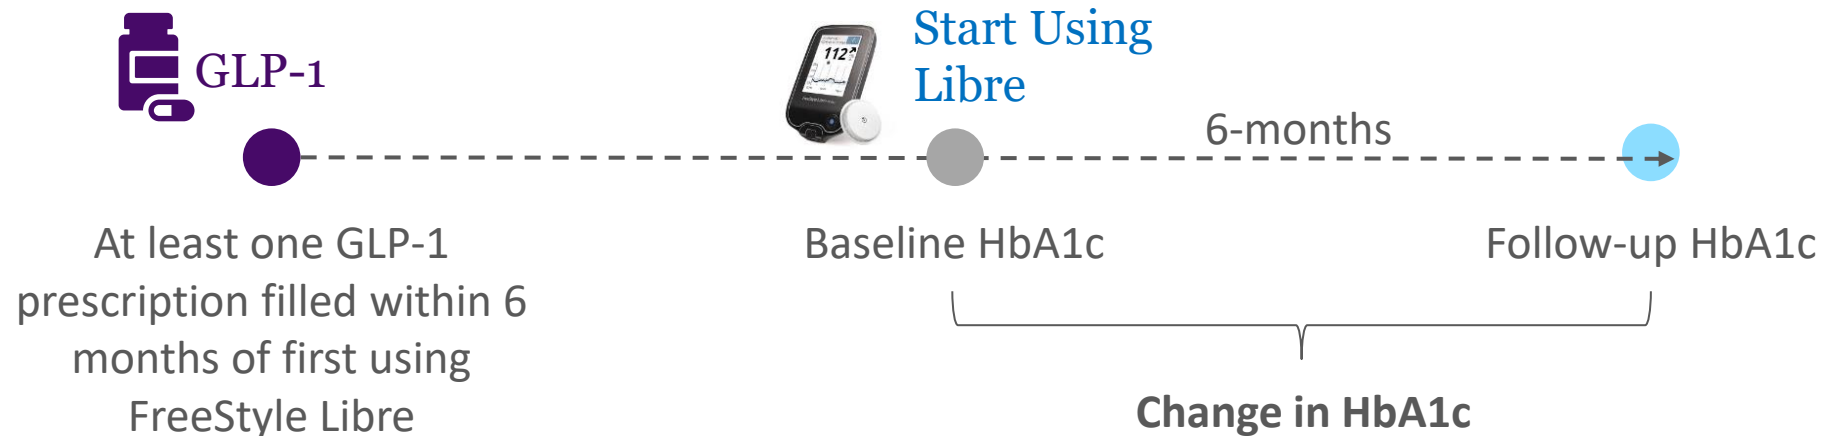 GLP-1
Start Using
Libre
112
6-months
At least one GLP-1
prescription filled within 6
months of first using
FreeStyle Libre
Baseline HbA1c
Follow-up HbA1c
Change in HbA1c